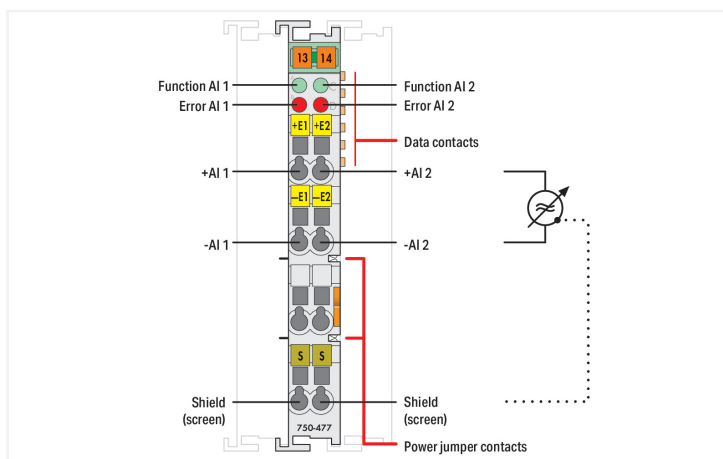 13 14
Function AI 1
Function AI 2
C
Error AI 1
Error AI 2
D
+E1 +E2
Data contacts
+AI 1
+AI 2
—E1 —E2
-AI 1
-AI 2
S S
Shield
(screen)
Shield
(screen)
750-477
Power jumper contacts